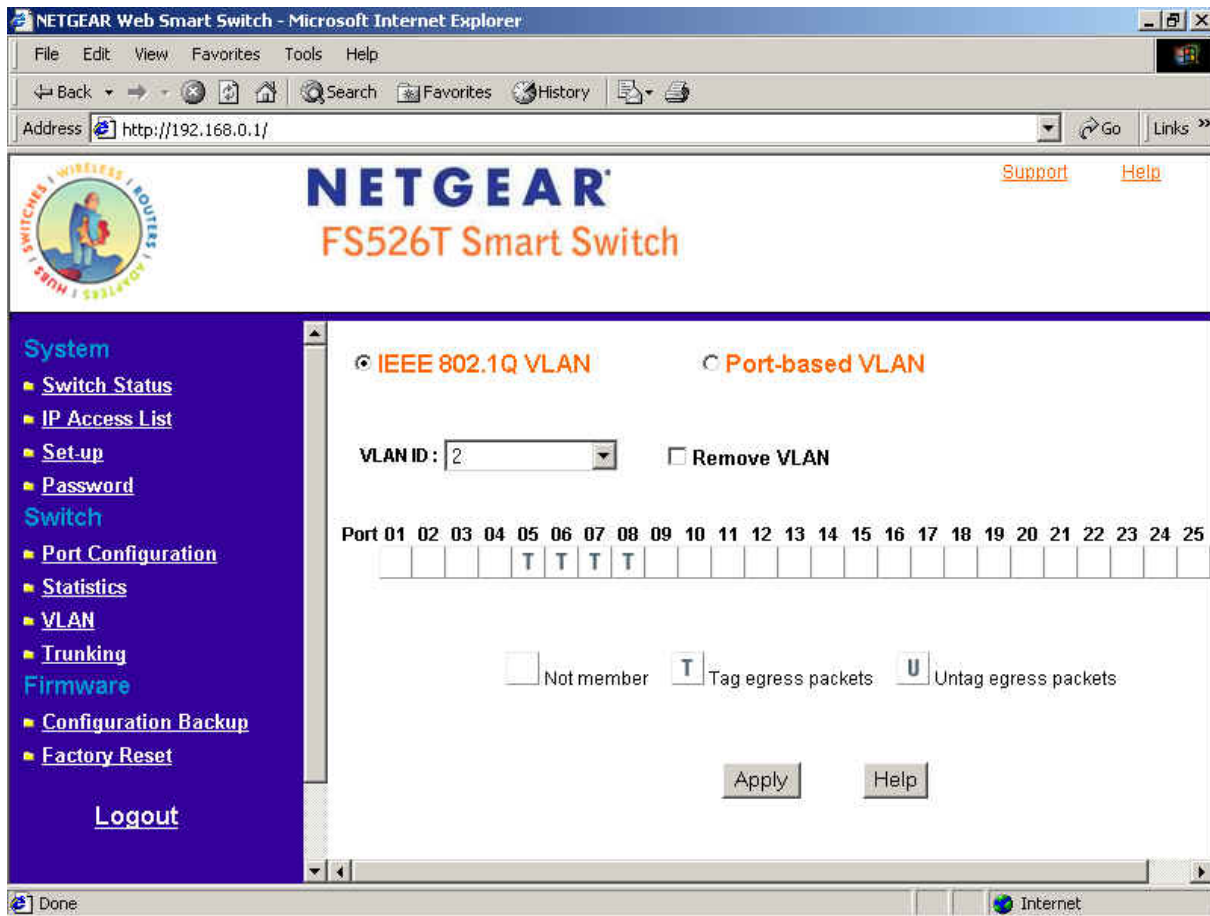 NETGEAR Web Smart Switch - Microsoft Internet Explorer
File Edit View Favorites Tools Help
Back Search Favorites History
Address http://192.168.0.1/ Go Links »
SWITCHES | WIRELESS | ROUTERS | ADAPTERS | HUBS |
NETGEAR
FS526T Smart Switch
Support Help
System
Switch Status
IP Access List
Set-up
Password
Switch
Port Configuration
Statistics
VLAN
Trunking
Firmware
Configuration Backup
Factory Reset
Logout
IEEE 802.1Q VLAN Port-based VLAN
VLAN ID : 2 Remove VLAN
Port 01 02 03 04 05 06 07 08 09 10 11 12 13 14 15 16 17 18 19 20 21 22 23 24 25
T T T T
Not member T Tag egress packets U Untag egress packets
Apply Help
Done Internet